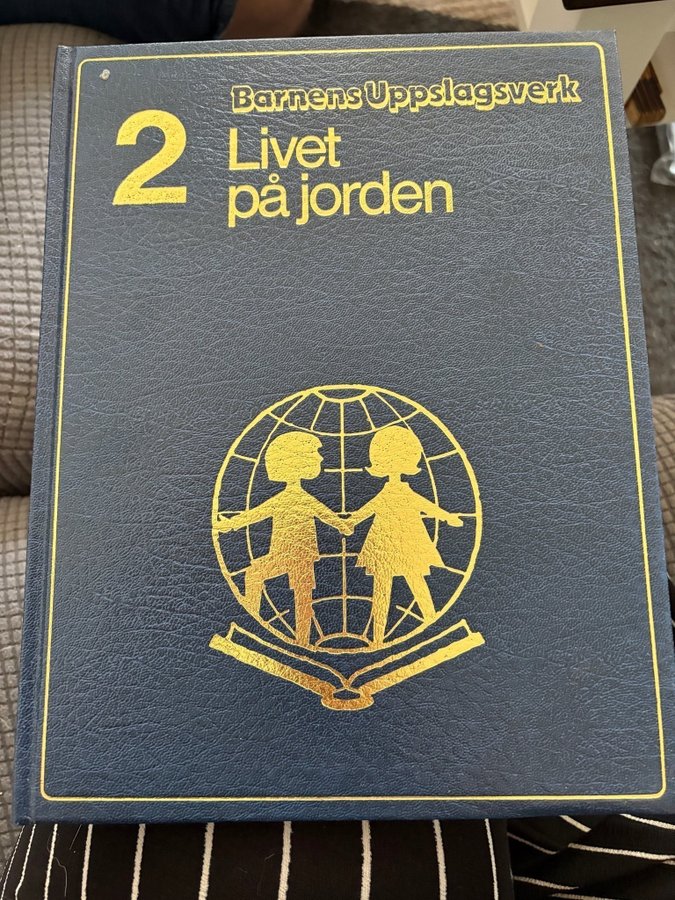 Barnens Uppslagsverk
2 Livet
på jorden